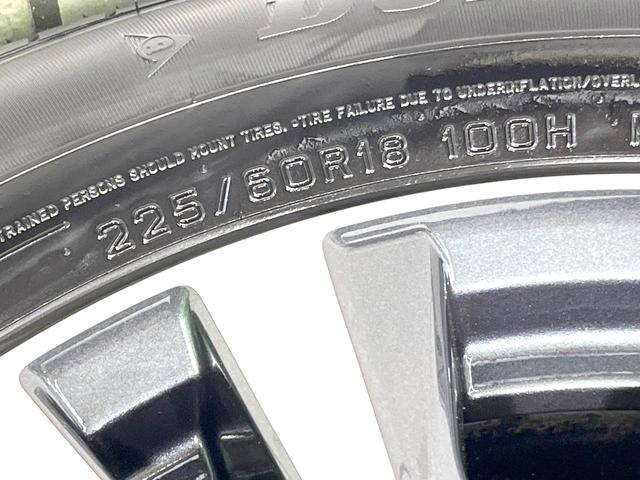 TRAINED PERSONS SHOULD MOUNT TIRES. •TIRE FAILURE DUE TO UNDERINFLATION/OVERL
225/60R18 100H